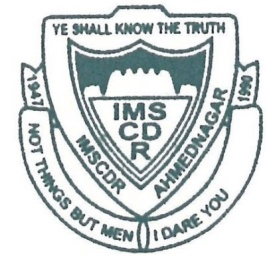 YE SHALL KNOW THE TRUTH
1947
1990
IMS
CD
R
IMSCDR
AHMEDNAGAR
NOT THINGS BUT MEN
I DARE YOU